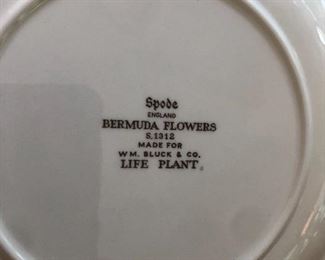 Spode
ENGLAND
BERMUDA FLOWERS
S.1312
MADE FOR
WM. BLUCK & CO.
LIFE PLANT.